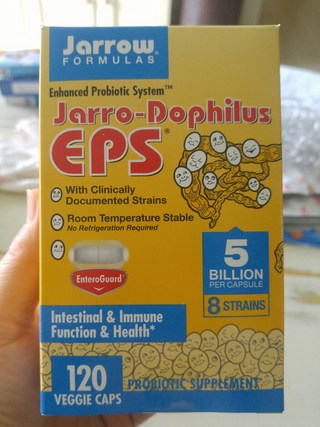 Jarrow
FORMULAS
Enhanced Probiotic System™
Jarro-Dophilus
EPS®
With Clinically
Documented Strains
Room Temperature Stable
No Refrigeration Required
EnteroGuard®
5
BILLION
PER CAPSULE
8 STRAINS
Intestinal & Immune
Function & Health*
120
VEGGIE CAPS
PROBIOTIC SUPPLEMENT